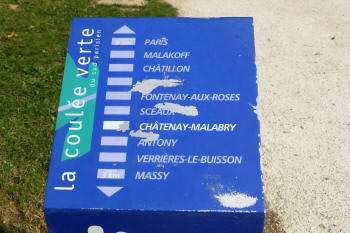 la coulée verte
du sud parisien
PARIS
MALAKOFF
CHÂTILLON
FONTENAY-AUX-ROSES
SCEAUX
CHÂTENAY-MALABRY
ANTONY
VERRIÈRES-LE-BUISSON
MASSY